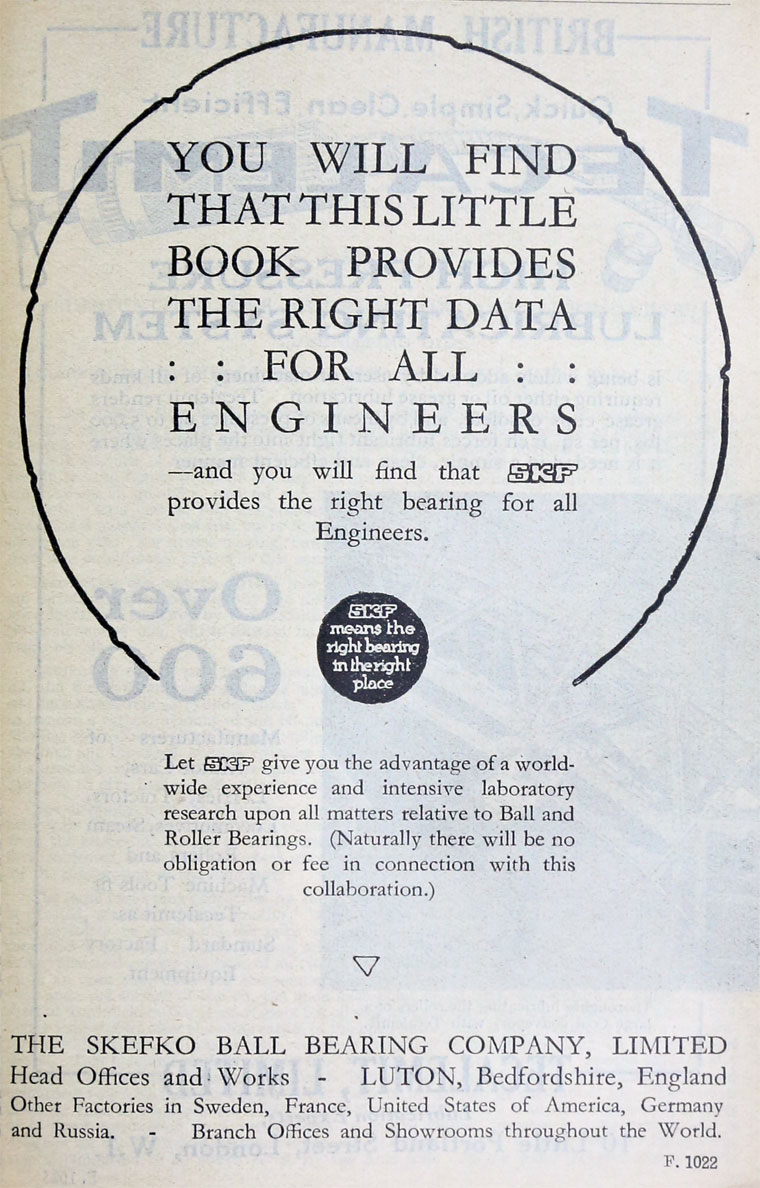 YOU WILL FIND
THAT THIS LITTLE
BOOK PROVIDES
THE RIGHT DATA
: : FOR ALL : :
ENGINEERS
—and you will find that SKF
provides the right bearing for all
Engineers.
SKF
means the
right bearing
in the right
place
Let SKF give you the advantage of a world-
wide experience and intensive laboratory
research upon all matters relative to Ball and
Roller Bearings. (Naturally there will be no
obligation or fee in connection with this
collaboration.)
THE SKEFKO BALL BEARING COMPANY, LIMITED
Head Offices and Works - LUTON, Bedfordshire, England
Other Factories in Sweden, France, United States of America, Germany
and Russia. - Branch Offices and Showrooms throughout the World.
F. 1022